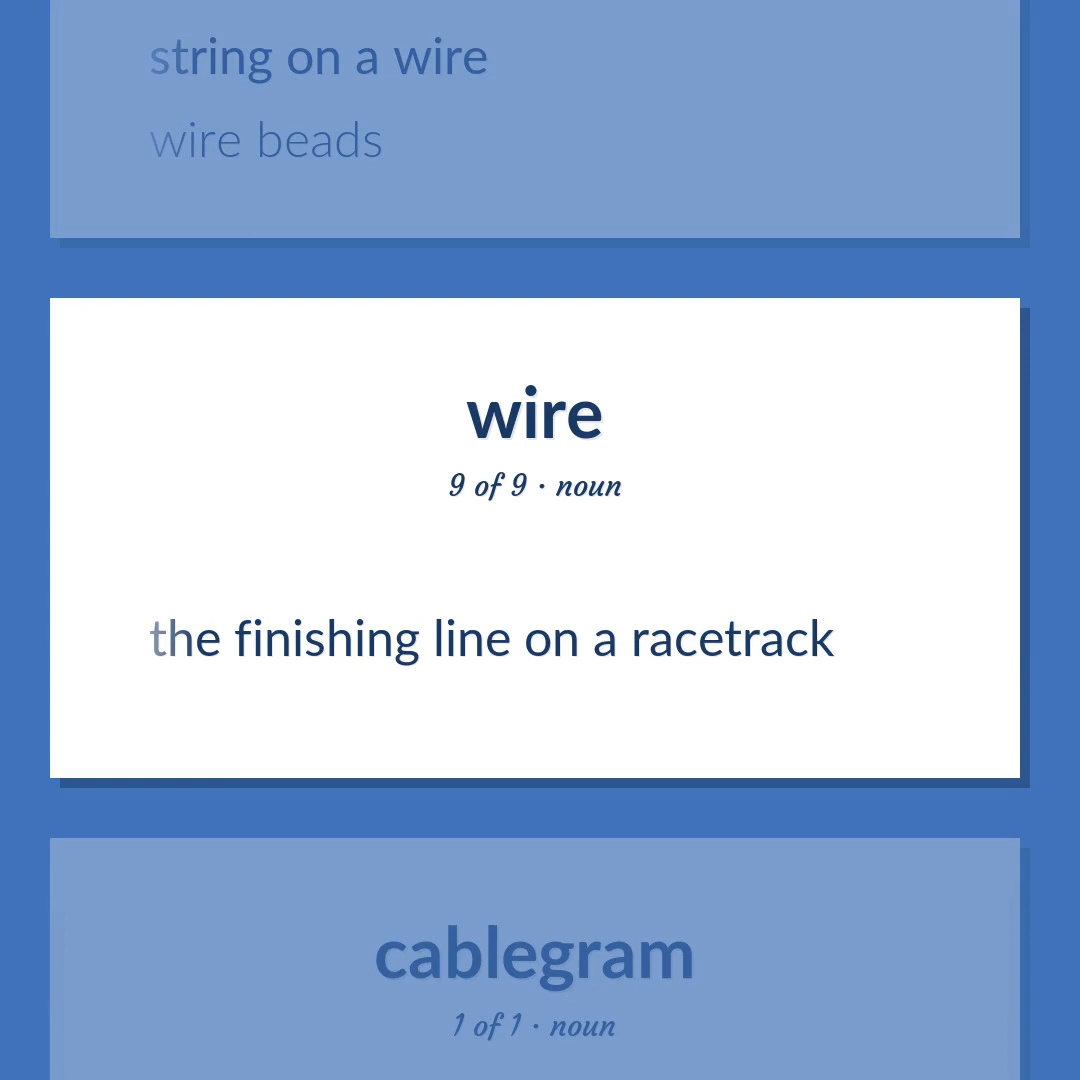 string on a wire
wire beads
wire
9 of 9 · noun
the finishing line on a racetrack
cablegram
1 of 1 · noun